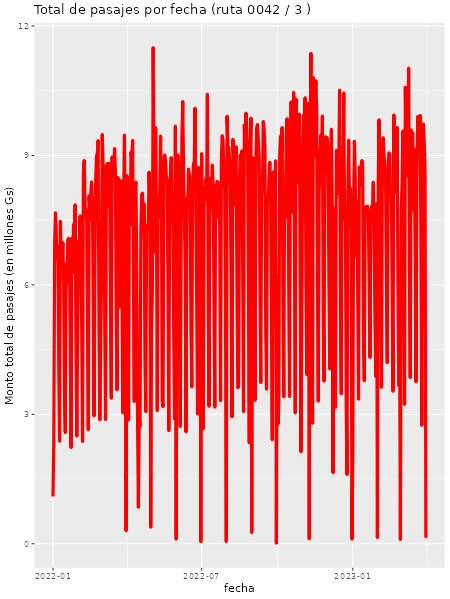 Total de pasajes por fecha (ruta 0042 / 3 )
Monto total de pasajes (en millones Gs)
12
9
6
3
0
2022-01
2022-07
2023-01
fecha